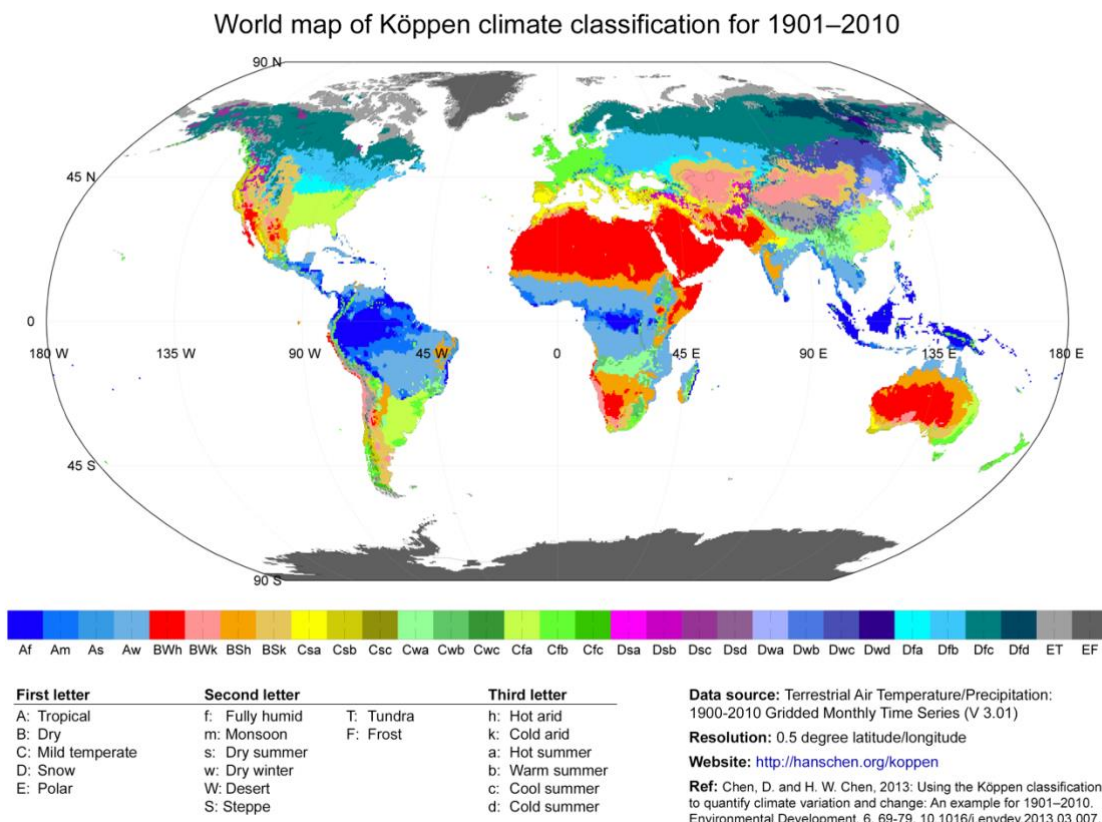 World map of Köppen climate classification for 1901–2010
90 N
45 N
0
180 W 135 W 90 W 45 W 0 45 E 90 E 135 E 180 E
45 S
90 S
Af Am As Aw BWh BWk BSh BSk Csa Csb Csc Cwa Cwb Cwc Cfa Cfb Cfc Dsa Dsb Dsc Dsd Dwa Dwb Dwc Dwd Dfa Dfb Dfc Dfd ET EF
First letter
A: Tropical
B: Dry
C: Mild temperate
D: Snow
E: Polar
Second letter
f: Fully humid T: Tundra
m: Monsoon F: Frost
s: Dry summer
w: Dry winter
W: Desert
S: Steppe
Third letter
h: Hot arid
k: Cold arid
a: Hot summer
b: Warm summer
c: Cool summer
d: Cold summer
Data source: Terrestrial Air Temperature/Precipitation:
1900-2010 Gridded Monthly Time Series (V 3.01)
Resolution: 0.5 degree latitude/longitude
Website: http://hanschen.org/koppen
Ref: Chen, D. and H. W. Chen, 2013: Using the Köppen classification
to quantify climate variation and change: An example for 1901–2010.
Environmental Development, 6, 69-79, 10.1016/j.envdev.2013.03.007.